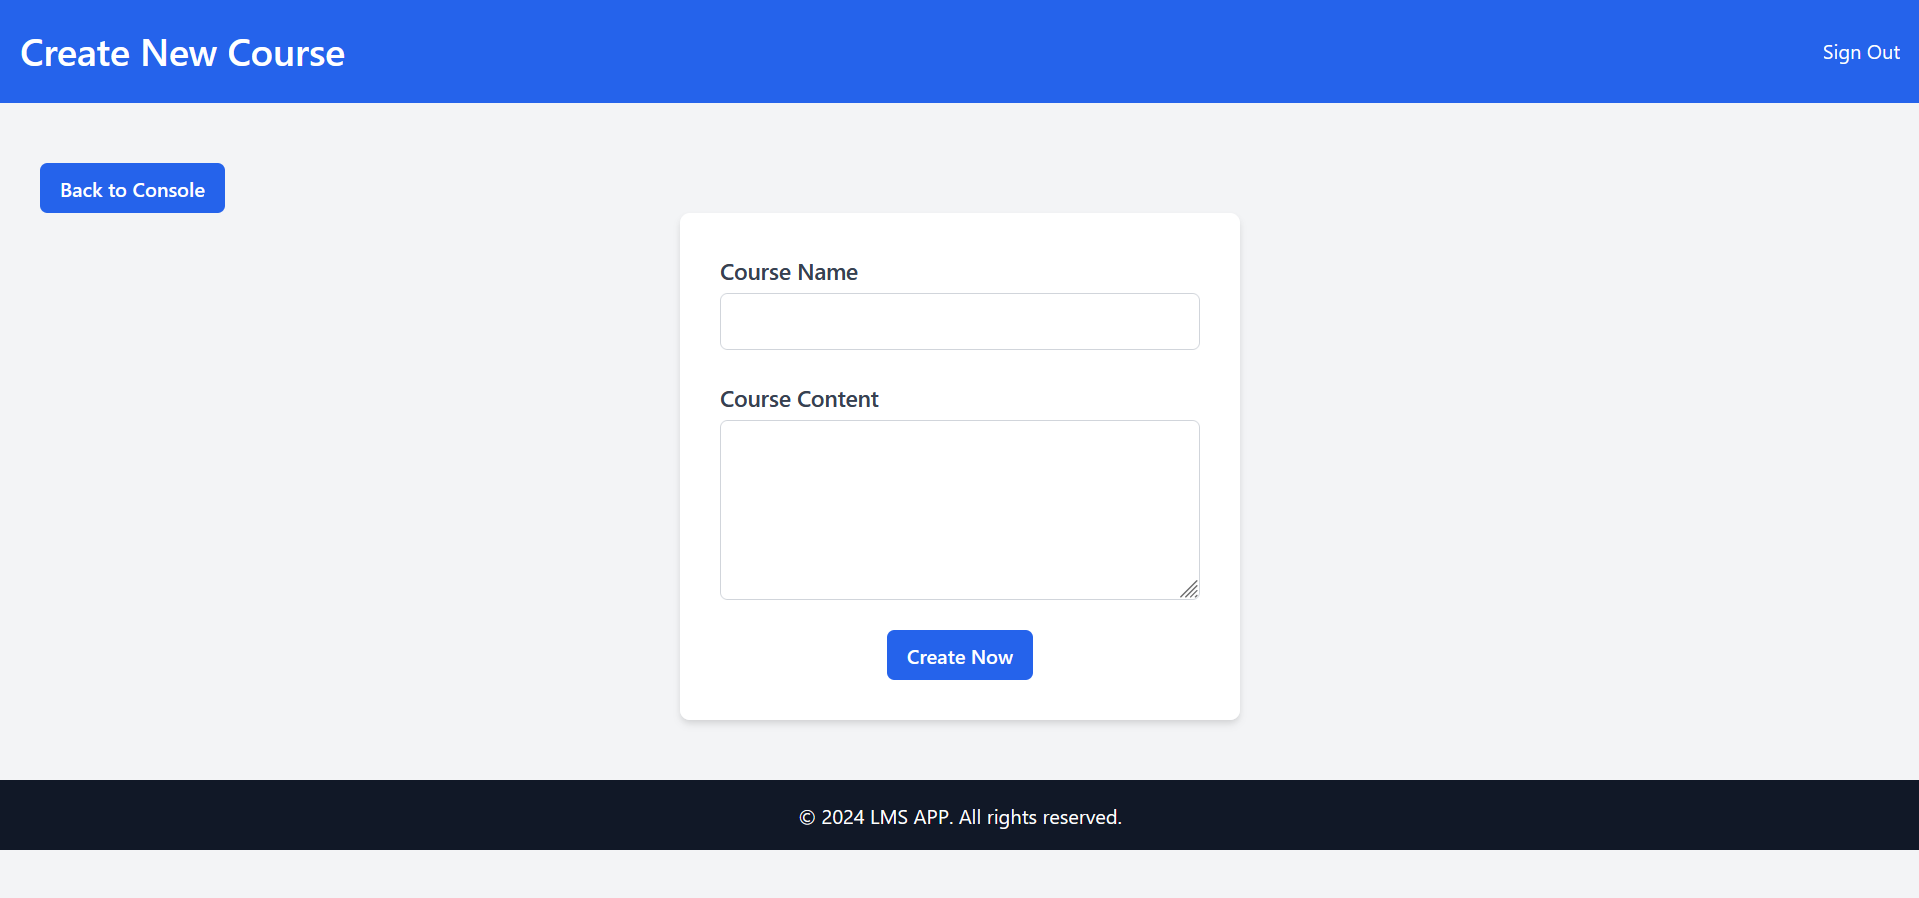 Create New Course
Sign Out
Back to Console
Course Name
Course Content
Create Now
© 2024 LMS APP. All rights reserved.